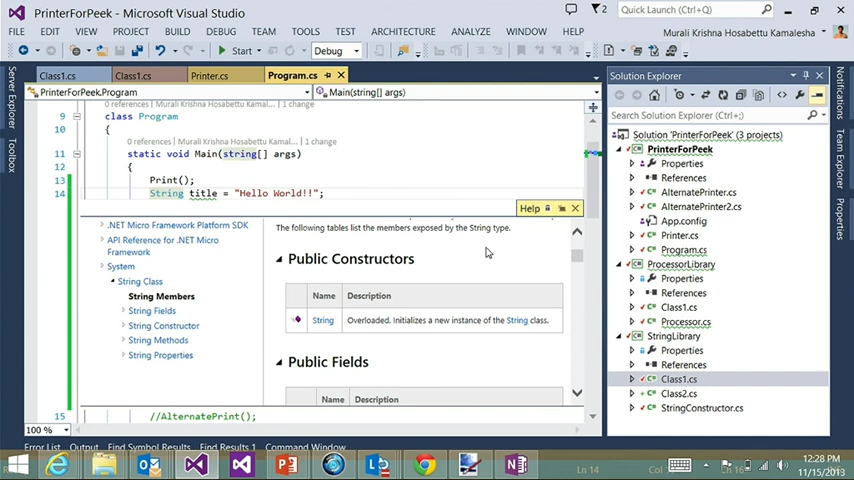 PrinterForPeek - Microsoft Visual Studio
2
Quick Launch (Ctrl+Q)
FILE EDIT VIEW PROJECT BUILD DEBUG TEAM TOOLS TEST ARCHITECTURE ANALYZE WINDOW HELP
Murali Krishna Hosabettu Kamalesha
Start Debug
Server Explorer
Toolbox
Class1.cs Class1.cs Printer.cs Program.cs
PrinterForPeek.Program Main(string[] args)
0 references | Murali Krishna Hosabettu Kamal... | 1 change
9 class Program
10 {
0 references | Murali Krishna Hosabettu Kamal... | 1 change
11 static void Main(string[] args)
12 {
13 Print();
14 String title = "Hello World!!";
Help
.NET Micro Framework Platform SDK
API Reference for .NET Micro
Framework
System
String Class
String Members
String Fields
String Constructor
String Methods
String Properties
The following tables list the members exposed by the String type.
Public Constructors
Name Description
String Overloaded. Initializes a new instance of the String class.
Public Fields
Name Description
15 //AlternatePrint();
100 %
Error List Output Find Symbol Results Find Results 1 Command Window
Solution Explorer
Search Solution Explorer (Ctrl+;)
Solution 'PrinterForPeek' (3 projects)
PrinterForPeek
Properties
References
AlternatePrinter.cs
AlternatePrinter2.cs
App.config
Printer.cs
Program.cs
ProcessorLibrary
Properties
References
Class1.cs
Processor.cs
StringLibrary
Properties
References
Class1.cs
Class2.cs
StringConstructor.cs
Notifications
Team Explorer
Properties
Ln 14
12:28 PM
11/15/2013